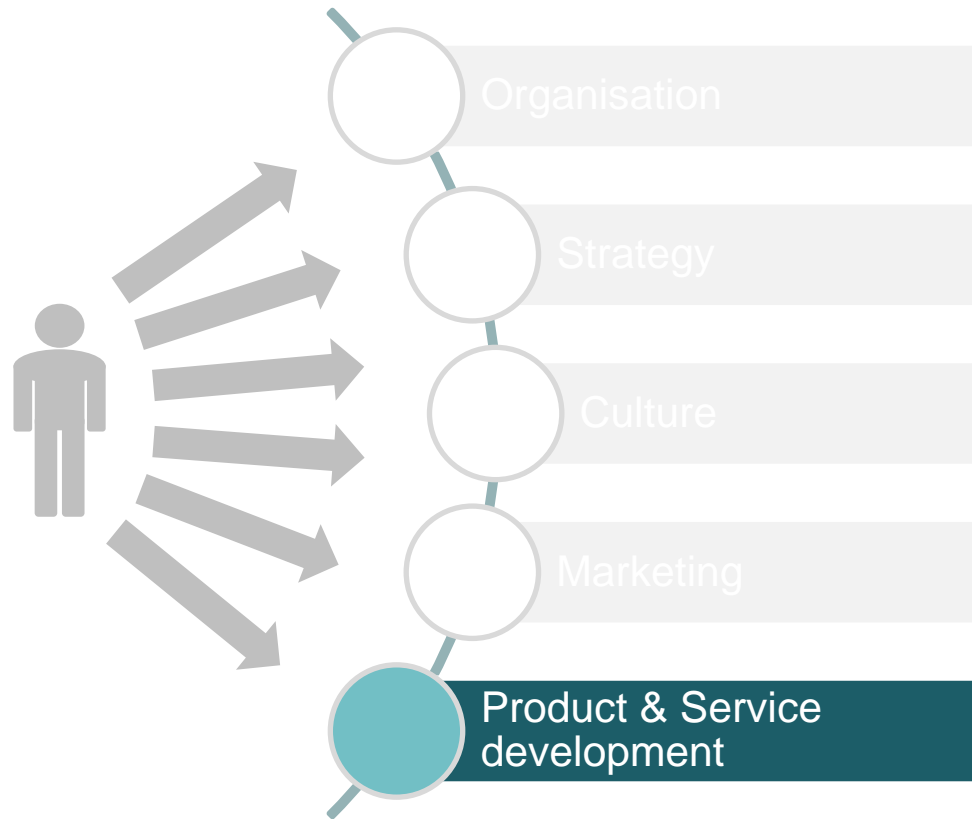 Organisation
Strategy
Culture
Marketing
Product & Service
development